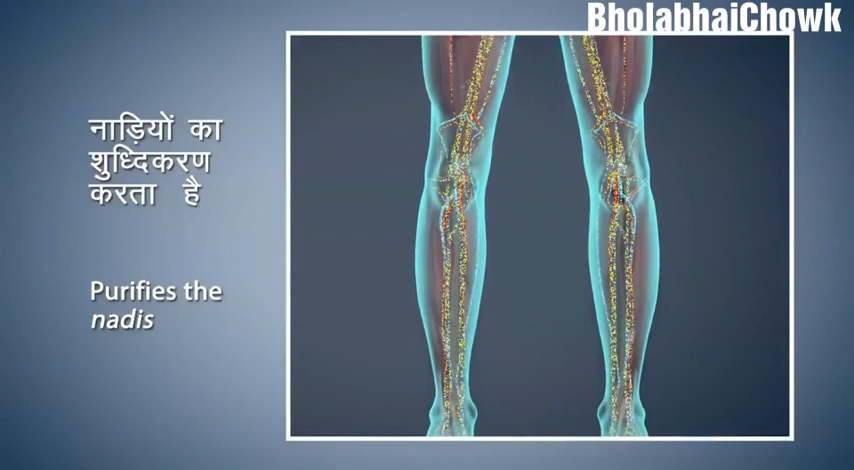 BholabhaiChowk
नाड़ियों का
शुध्दिकरण
करता है
Purifies the
nadis